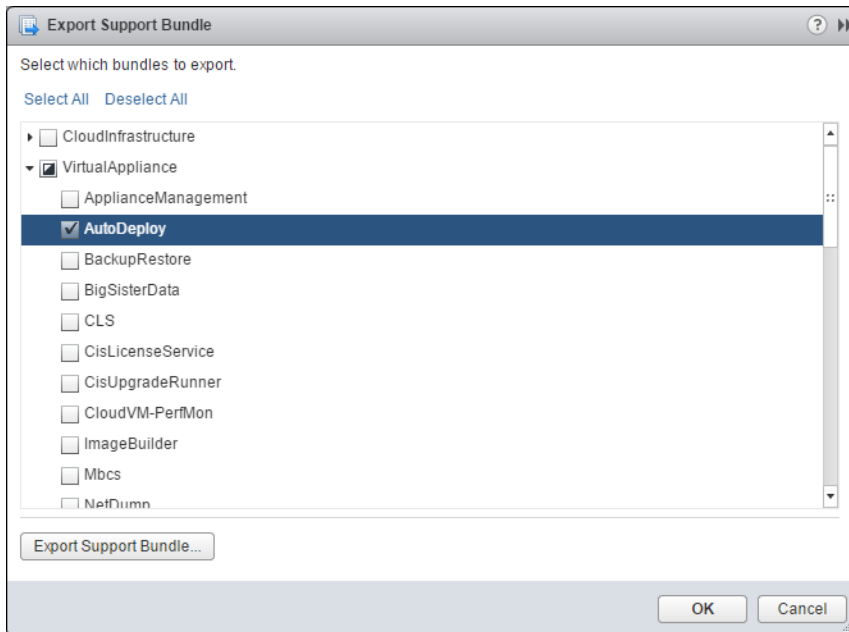 Export Support Bundle
?
Select which bundles to export.
Select All Deselect All
CloudInfrastructure
VirtualAppliance
ApplianceManagement
AutoDeploy
BackupRestore
BigSisterData
CLS
CisLicenseService
CisUpgradeRunner
CloudVM-PerfMon
ImageBuilder
Mbcs
NetDump
Export Support Bundle...
OK Cancel